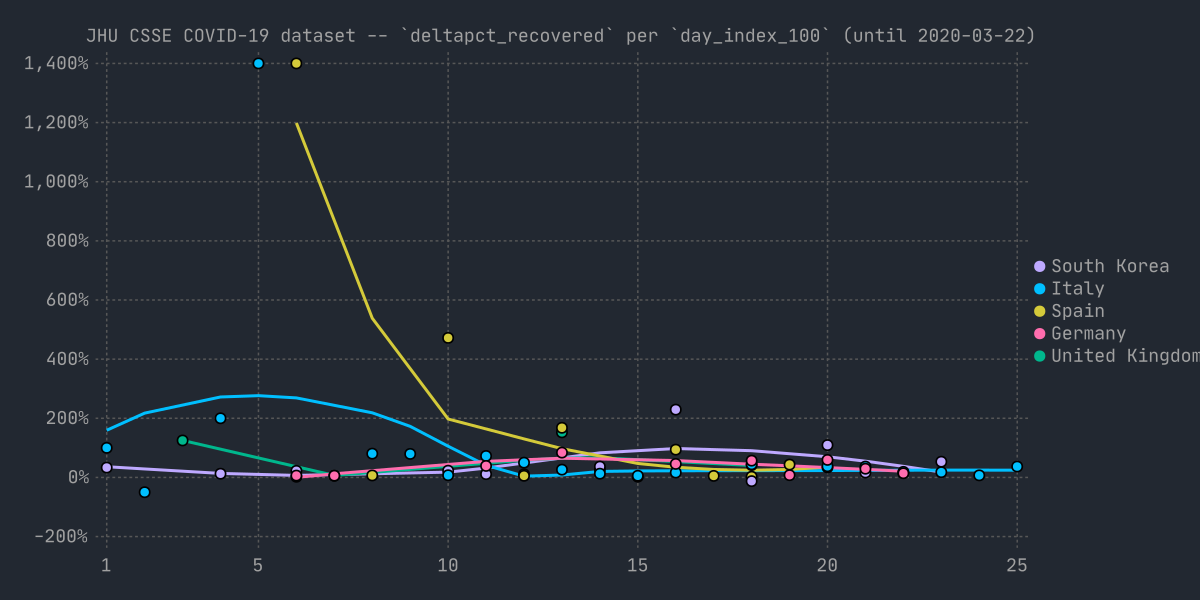 JHU CSSE COVID-19 dataset -- `deltapct_recovered` per `day_index_100` (until 2020-03-22)
1,400%
1,200%
1,000%
800%
600%
400%
200%
0%
-200%
1 5 10 15 20 25
South Korea
Italy
Spain
Germany
United Kingdom